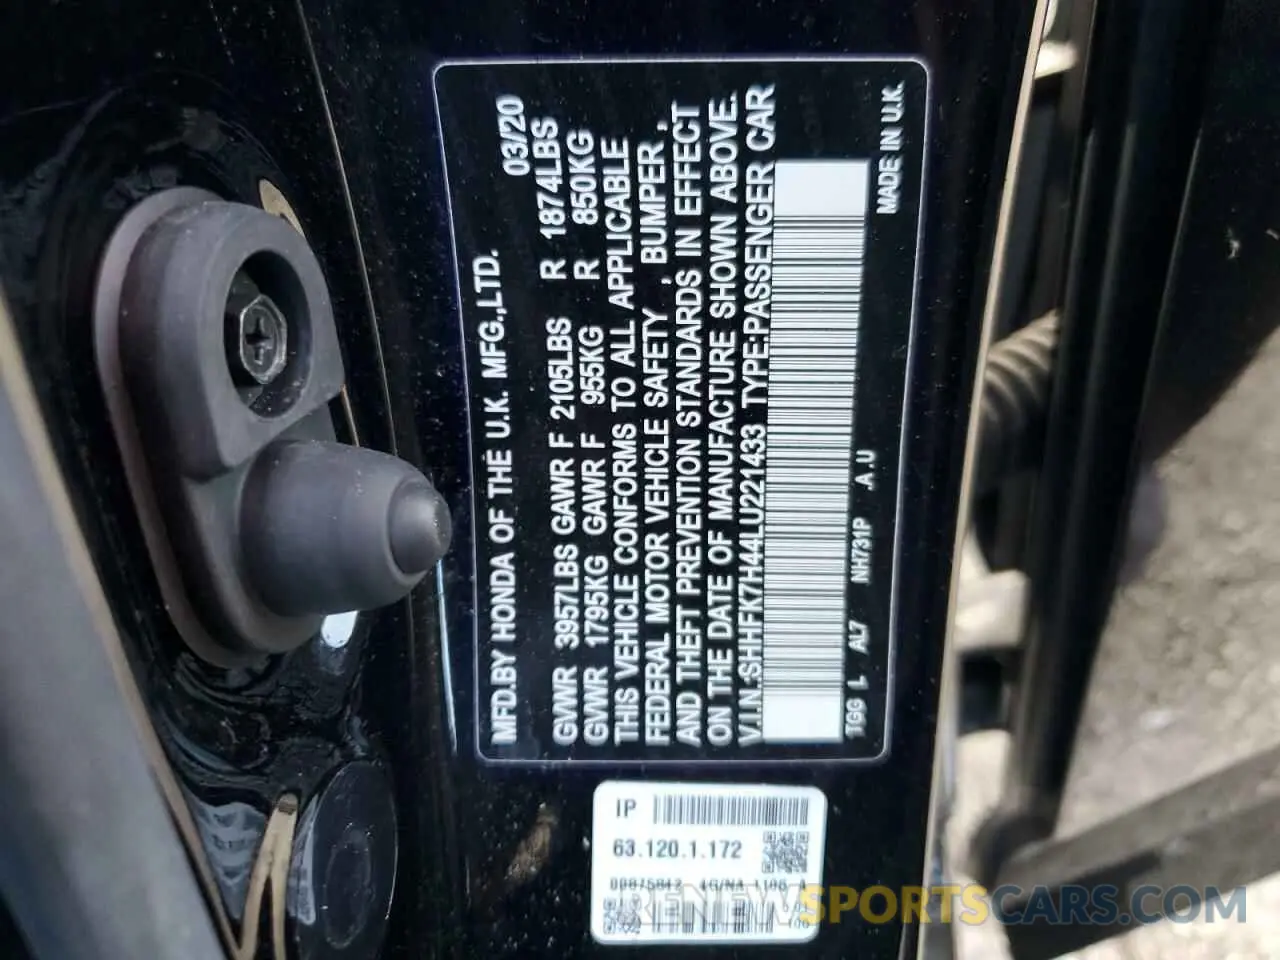 MFD.BY HONDA OF THE U.K. MFG.,LTD. 03/20
GVWR 3957LBS GAWR F 2105LBS R 1874LBS
GVWR 1795KG GAWR F 955KG R 850KG
THIS VEHICLE CONFORMS TO ALL APPLICABLE
FEDERAL MOTOR VEHICLE SAFETY , BUMPER,
AND THEFT PREVENTION STANDARDS IN EFFECT
ON THE DATE OF MANUFACTURE SHOWN ABOVE.
V.I.N.:SHHFK7H44LU221433 TYPE:PASSENGER CAR
TGG L AL7 NH731P .A.U MADE IN U.K.
IP
63.120.1.172
RENEWSPORTSCARS.COM